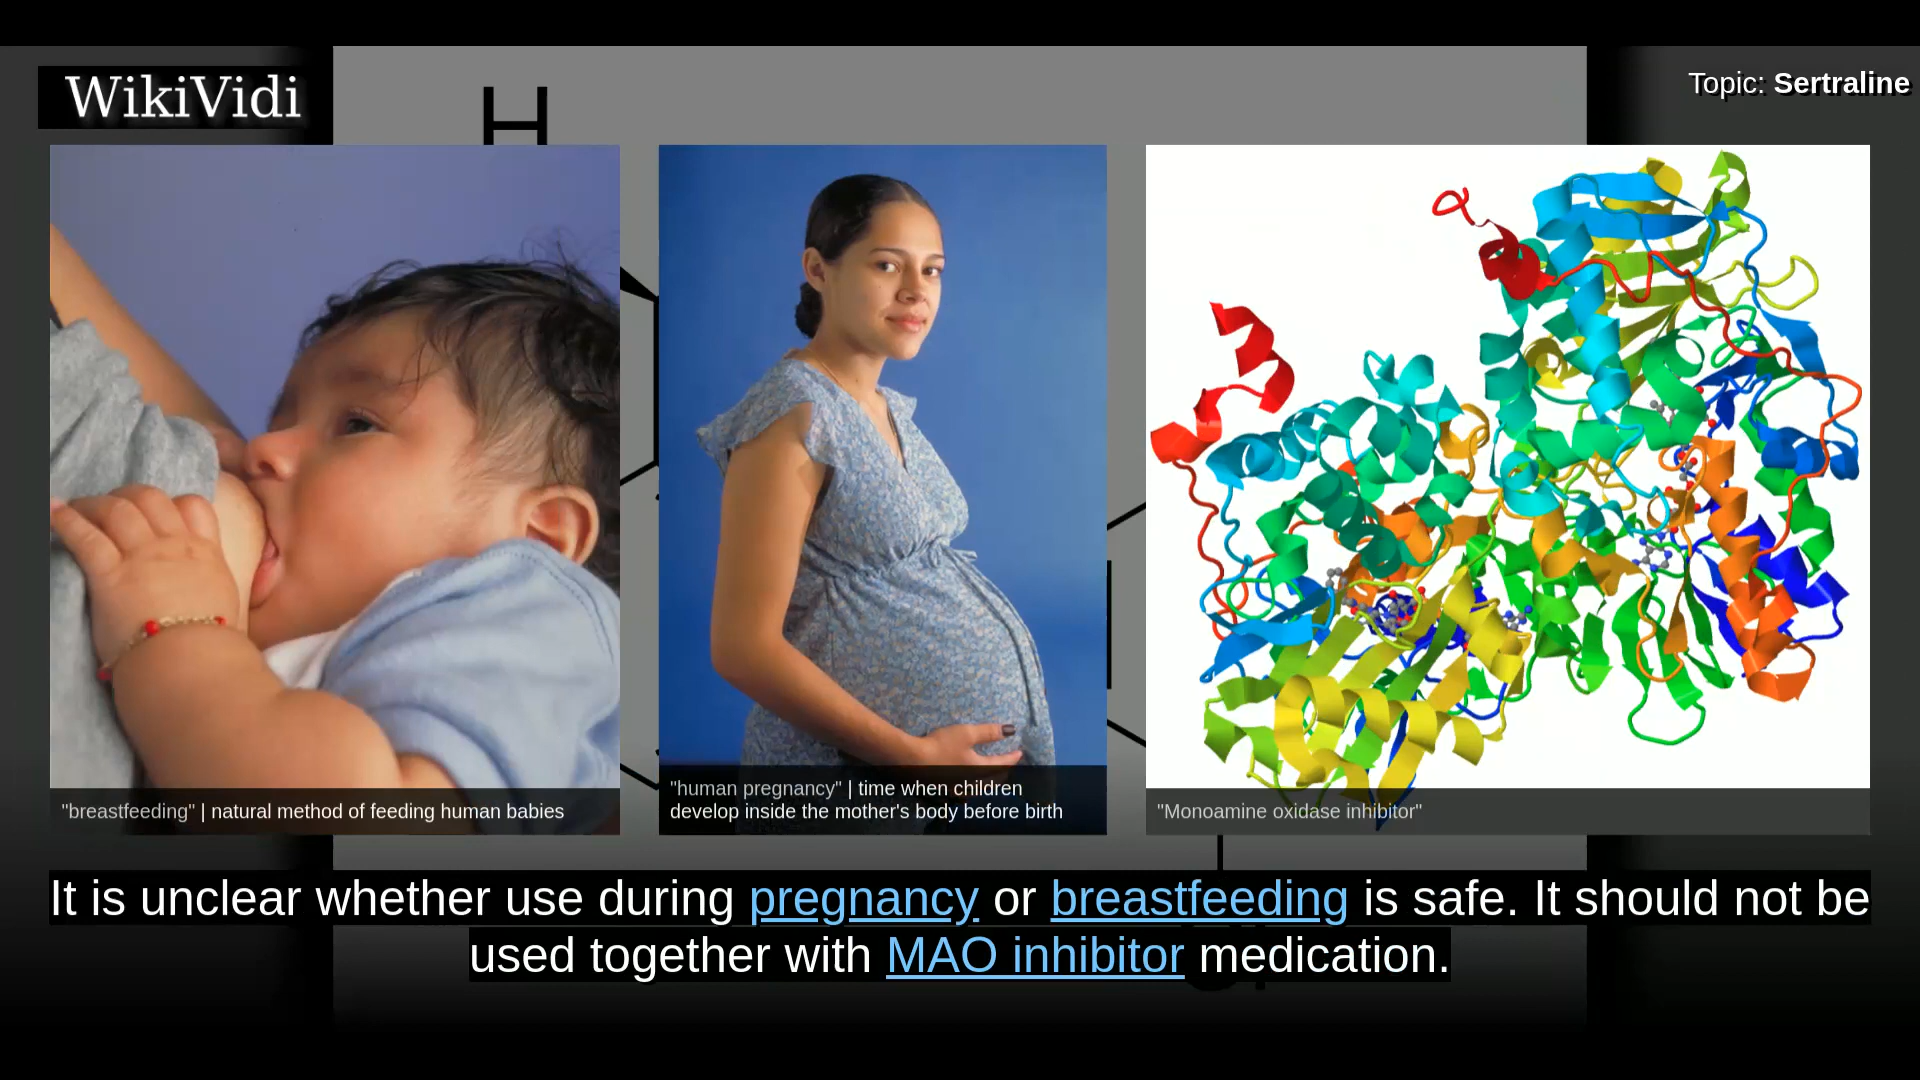 WikiVidi
Topic: Sertraline
H
"breastfeeding" | natural method of feeding human babies
"human pregnancy" | time when children
develop inside the mother's body before birth
"Monoamine oxidase inhibitor"
It is unclear whether use during pregnancy or breastfeeding is safe. It should not be
used together with MAO inhibitor medication.